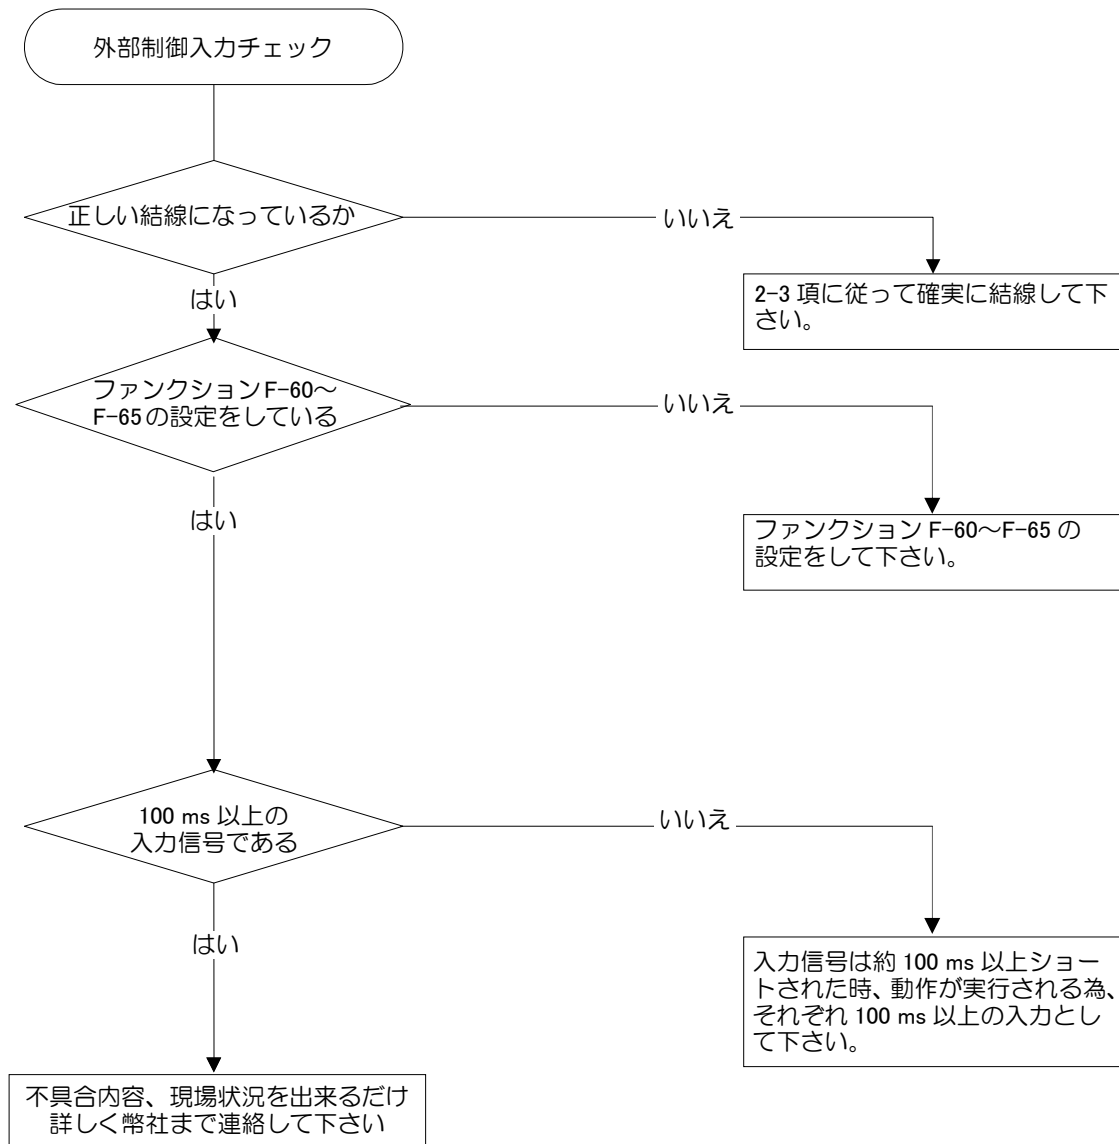 外部制御入力チェック
正しい結線になっているか
いいえ
はい
2-3 項に従って確実に結線して下
さい。
ファンクションF-60～
F-65の設定をしている
いいえ
はい
ファンクション F-60～F-65 の
設定をして下さい。
100 ms 以上の
入力信号である
いいえ
はい
入力信号は約 100 ms 以上ショー
トされた時、動作が実行される為、
それぞれ 100 ms 以上の入力とし
て下さい。
不具合内容、現場状況を出来るだけ
詳しく幣社まで連絡して下さい